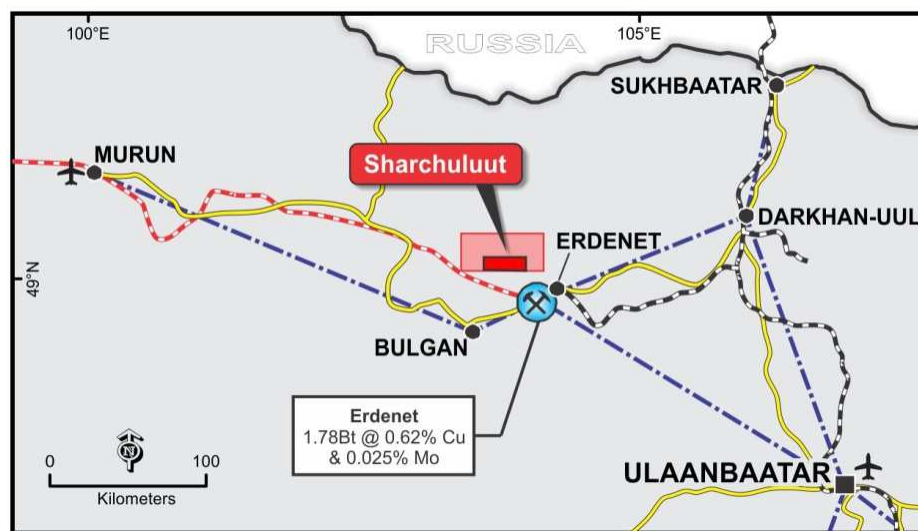 100°E
105°E
RUSSIA
SUKHBAATAR
MURUN
Sharchuluut
DARKHAN-UUL
ERDENET
49°N
BULGAN
Erdenet
1.78Bt @ 0.62% Cu
& 0.025% Mo
N
0 100
Kilometers
ULAANBAATAR